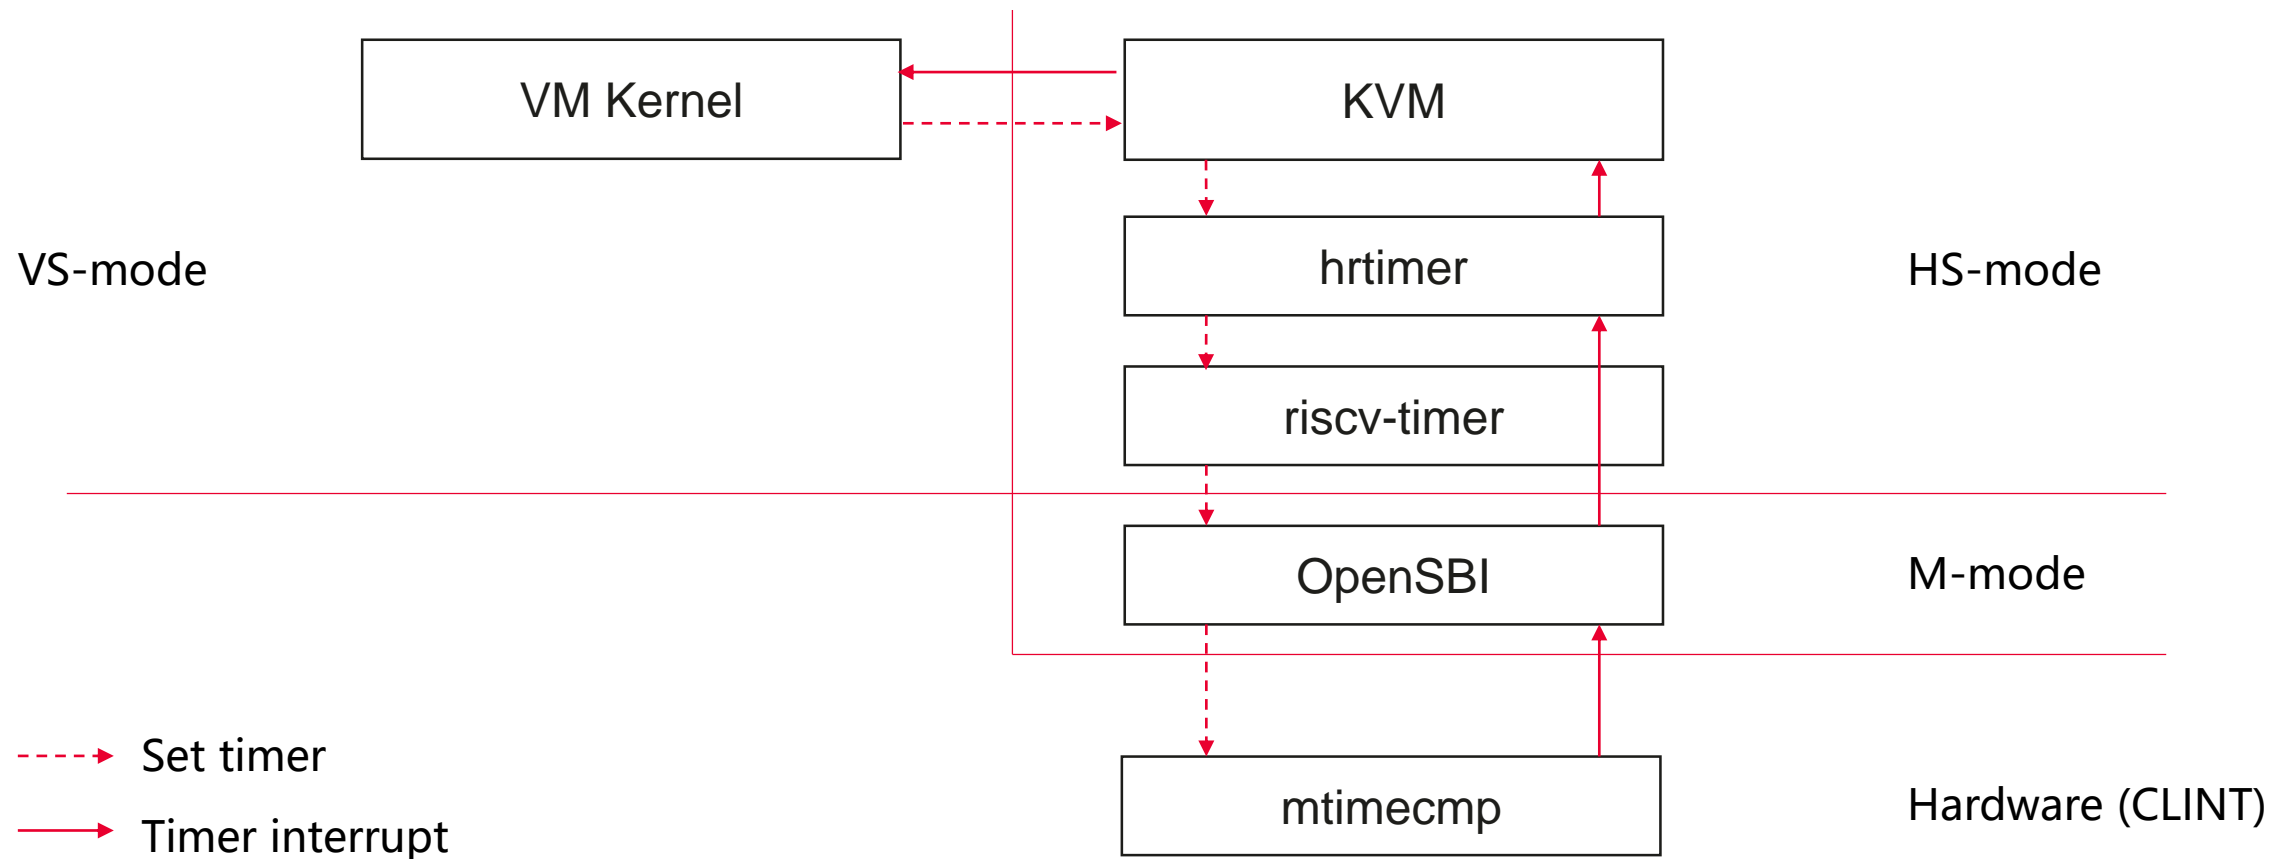 VM Kernel
KVM
hrtimer
VS-mode
HS-mode
riscv-timer
OpenSBI
M-mode
Set timer
mtimecmp
Hardware (CLINT)
Timer interrupt